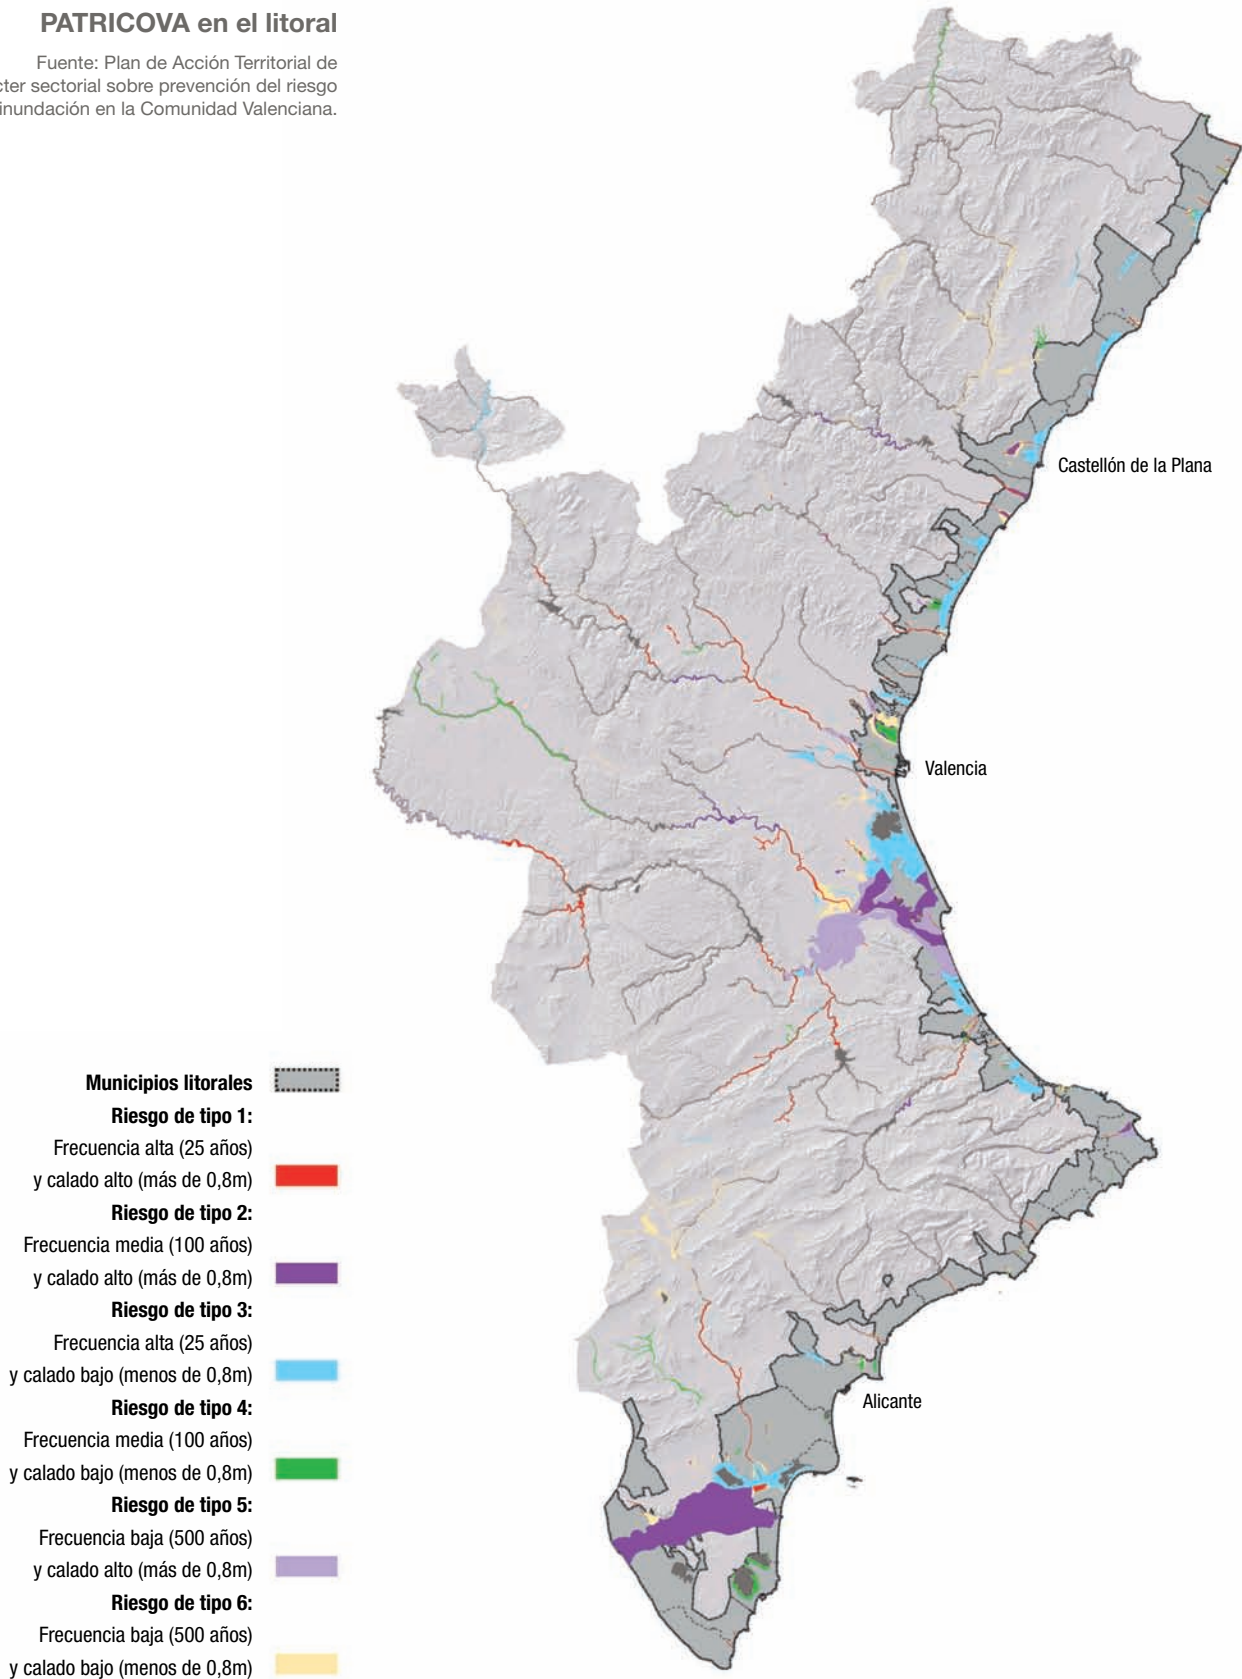 PATRICOVA en el litoral
Fuente: Plan de Acción Territorial de
cter sectorial sobre prevención del riesgo
inundación en la Comunidad Valenciana.
Castellón de la Plana
Valencia
Alicante
Municipios litorales
Riesgo de tipo 1:
Frecuencia alta (25 años)
y calado alto (más de 0,8m)
Riesgo de tipo 2:
Frecuencia media (100 años)
y calado alto (más de 0,8m)
Riesgo de tipo 3:
Frecuencia alta (25 años)
y calado bajo (menos de 0,8m)
Riesgo de tipo 4:
Frecuencia media (100 años)
y calado bajo (menos de 0,8m)
Riesgo de tipo 5:
Frecuencia baja (500 años)
y calado alto (más de 0,8m)
Riesgo de tipo 6:
Frecuencia baja (500 años)
y calado bajo (menos de 0,8m)